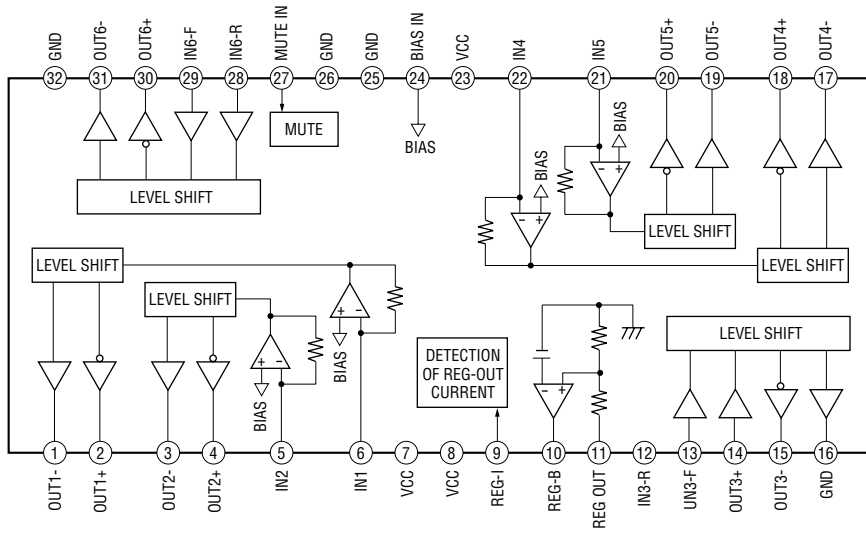 GND
OUT6-
OUT6+
IN6-F
IN6-R
MUTE IN
GND
GND
BIAS IN
VCC
IN4
IN5
OUT5+
OUT5-
OUT4+
OUT4-
32
31
30
29
28
27
26
25
24
23
22
21
20
19
18
17
MUTE
BIAS
BIAS
BIAS
- +
- +
LEVEL SHIFT
LEVEL SHIFT
LEVEL SHIFT
LEVEL SHIFT
LEVEL SHIFT
LEVEL SHIFT
+ -
+ -
BIAS
BIAS
DETECTION
OF REG-OUT
CURRENT
- +
1
2
3
4
5
6
7
8
9
10
11
12
13
14
15
16
OUT1-
OUT1+
OUT2-
OUT2+
IN2
IN1
VCC
VCC
REG-I
REG-B
REG OUT
IN3-R
UN3-F
OUT3+
OUT3-
GND